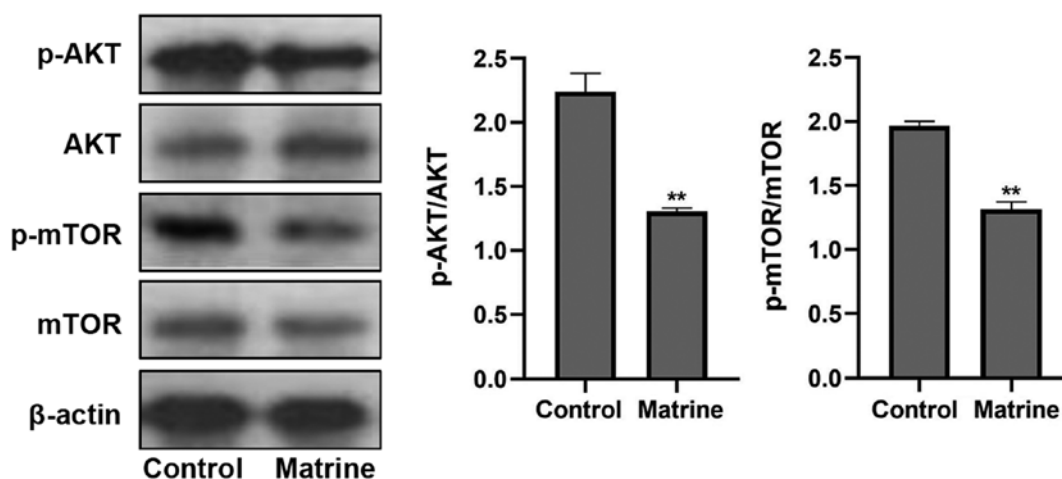 p-AKT
AKT
p-mTOR
mTOR
β-actin
Control Matrine
p-AKT/AKT
2.5
2.0
1.5
1.0
0.5
0.0
**
Control Matrine
p-mTOR/mTOR
2.5
2.0
1.5
1.0
0.5
0.0
**
Control Matrine